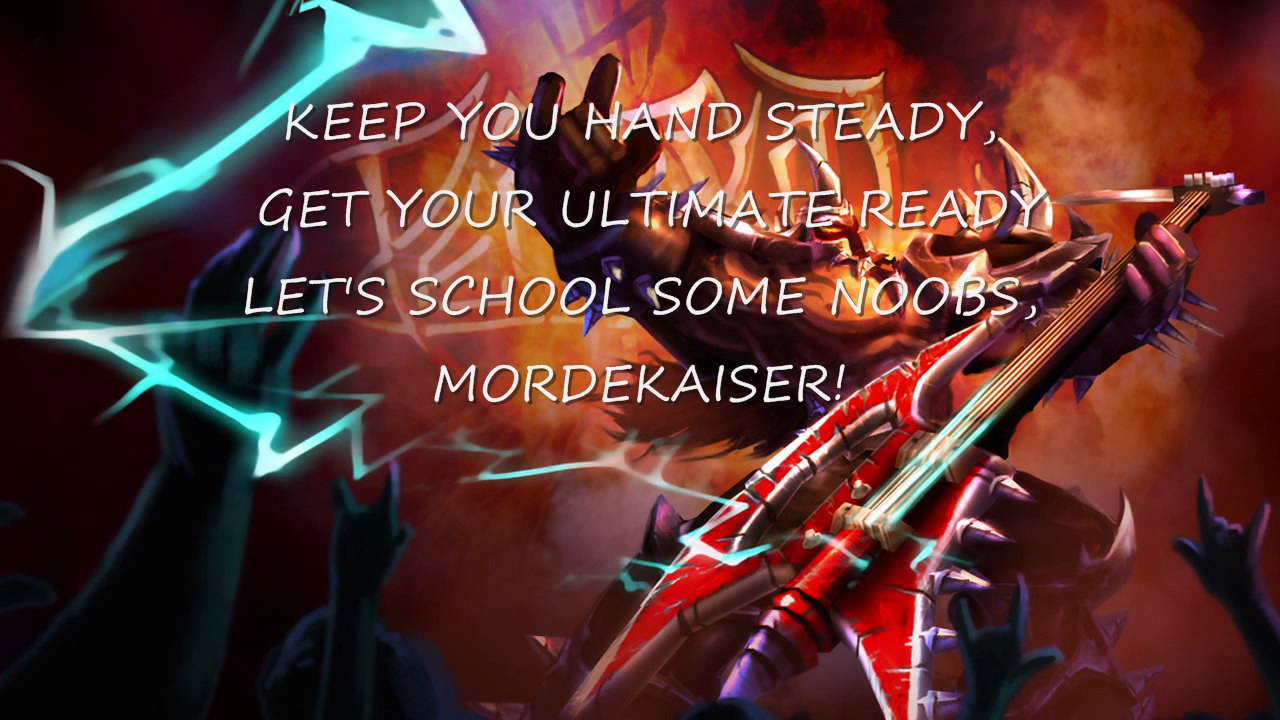 KEEP YOU HAND STEADY,
GET YOUR ULTIMATE READY
LET'S SCHOOL SOME NOOBS,
MORDEKAISER!